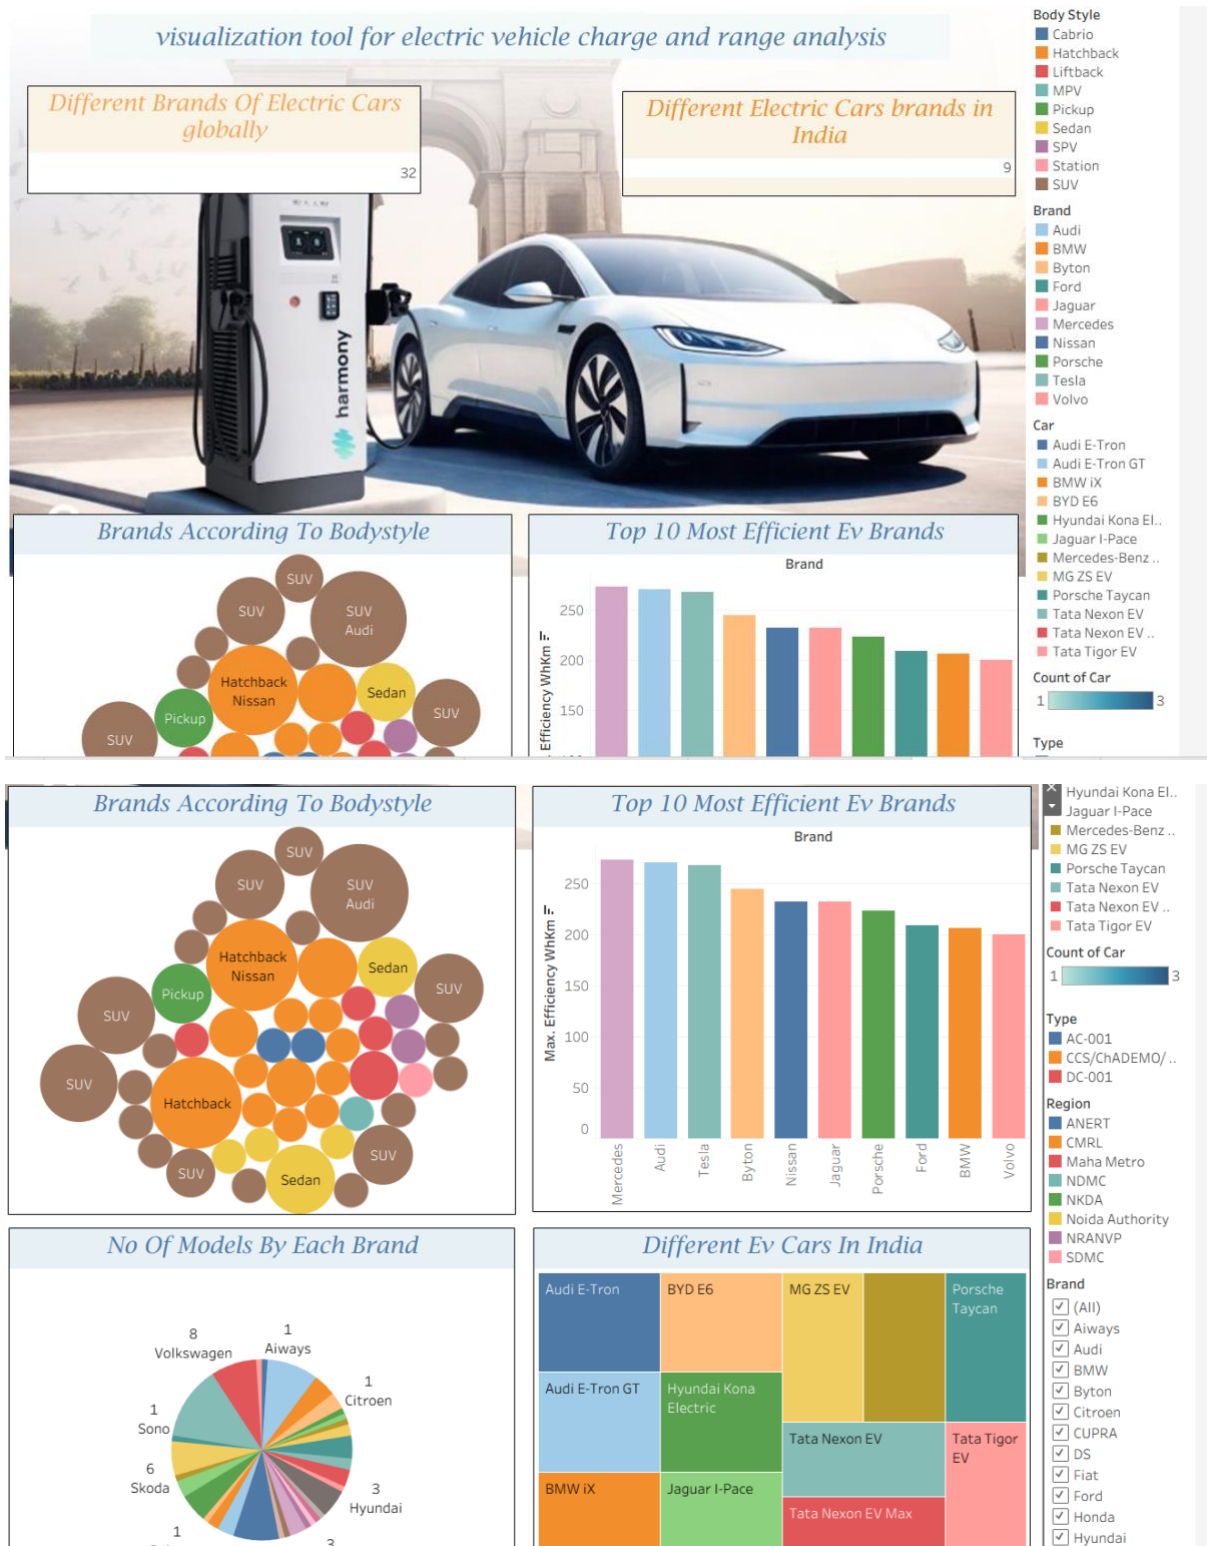 visualization tool for electric vehicle charge and range analysis
Different Brands Of Electric Cars
globally
32
Different Electric Cars brands in
India
9
harmony
Brands According To Bodystyle
SUV
SUV
SUV
Audi
Hatchback
Nissan
Sedan
Pickup
SUV
SUV
Top 10 Most Efficient Ev Brands
Brand
250
200
150
. Efficiency WhKm
Body Style
Cabrio
Hatchback
Liftback
MPV
Pickup
Sedan
SPV
Station
SUV
Brand
Audi
BMW
Byton
Ford
Jaguar
Mercedes
Nissan
Porsche
Tesla
Volvo
Car
Audi E-Tron
Audi E-Tron GT
BMW iX
BYD E6
Hyundai Kona El..
Jaguar I-Pace
Mercedes-Benz ..
MG ZS EV
Porsche Taycan
Tata Nexon EV
Tata Nexon EV ..
Tata Tigor EV
Count of Car
1 3
Type
Brands According To Bodystyle
SUV
SUV
SUV
Audi
Hatchback
Nissan
Sedan
Pickup
SUV
SUV
SUV
Hatchback
SUV
SUV
Sedan
Top 10 Most Efficient Ev Brands
Brand
Max. Efficiency WhKm
250
200
150
100
50
0
Mercedes
Audi
Tesla
Byton
Nissan
Jaguar
Porsche
Ford
BMW
Volvo
No Of Models By Each Brand
8
Volkswagen
1
Aiways
1
Citroen
1
Sono
6
Skoda
3
Hyundai
1
3
Different Ev Cars In India
Audi E-Tron
BYD E6
MG ZS EV
Porsche
Taycan
Audi E-Tron GT
Hyundai Kona
Electric
Tata Nexon EV
Tata Tigor
EV
BMW iX
Jaguar I-Pace
Tata Nexon EV Max
Hyundai Kona El..
Jaguar I-Pace
Mercedes-Benz ..
MG ZS EV
Porsche Taycan
Tata Nexon EV
Tata Nexon EV ..
Tata Tigor EV
Count of Car
1 3
Type
AC-001
CCS/ChADEMO/ ..
DC-001
Region
ANERT
CMRL
Maha Metro
NDMC
NKDA
Noida Authority
NRANVP
SDMC
Brand
(All)
Aiways
Audi
BMW
Byton
Citroen
CUPRA
DS
Fiat
Ford
Honda
Hyundai